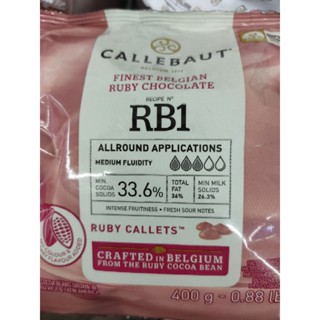 CALLEBAUT
FINEST BELGIAN
RUBY CHOCOLATE
RECIPE N°
RB1
ALLROUND APPLICATIONS
MEDIUM FLUIDITY
MIN.
COCOA
SOLIDS
33.6%
TOTAL
FAT
36%
MIN MILK
SOLIDS
26.3%
INTENSE FRUITINESS • FRESH SOUR NOTES
RUBY CALLETS™
CRAFTED IN BELGIUM
FROM THE RUBY COCOA BEAN
400 g - 0.88 lb